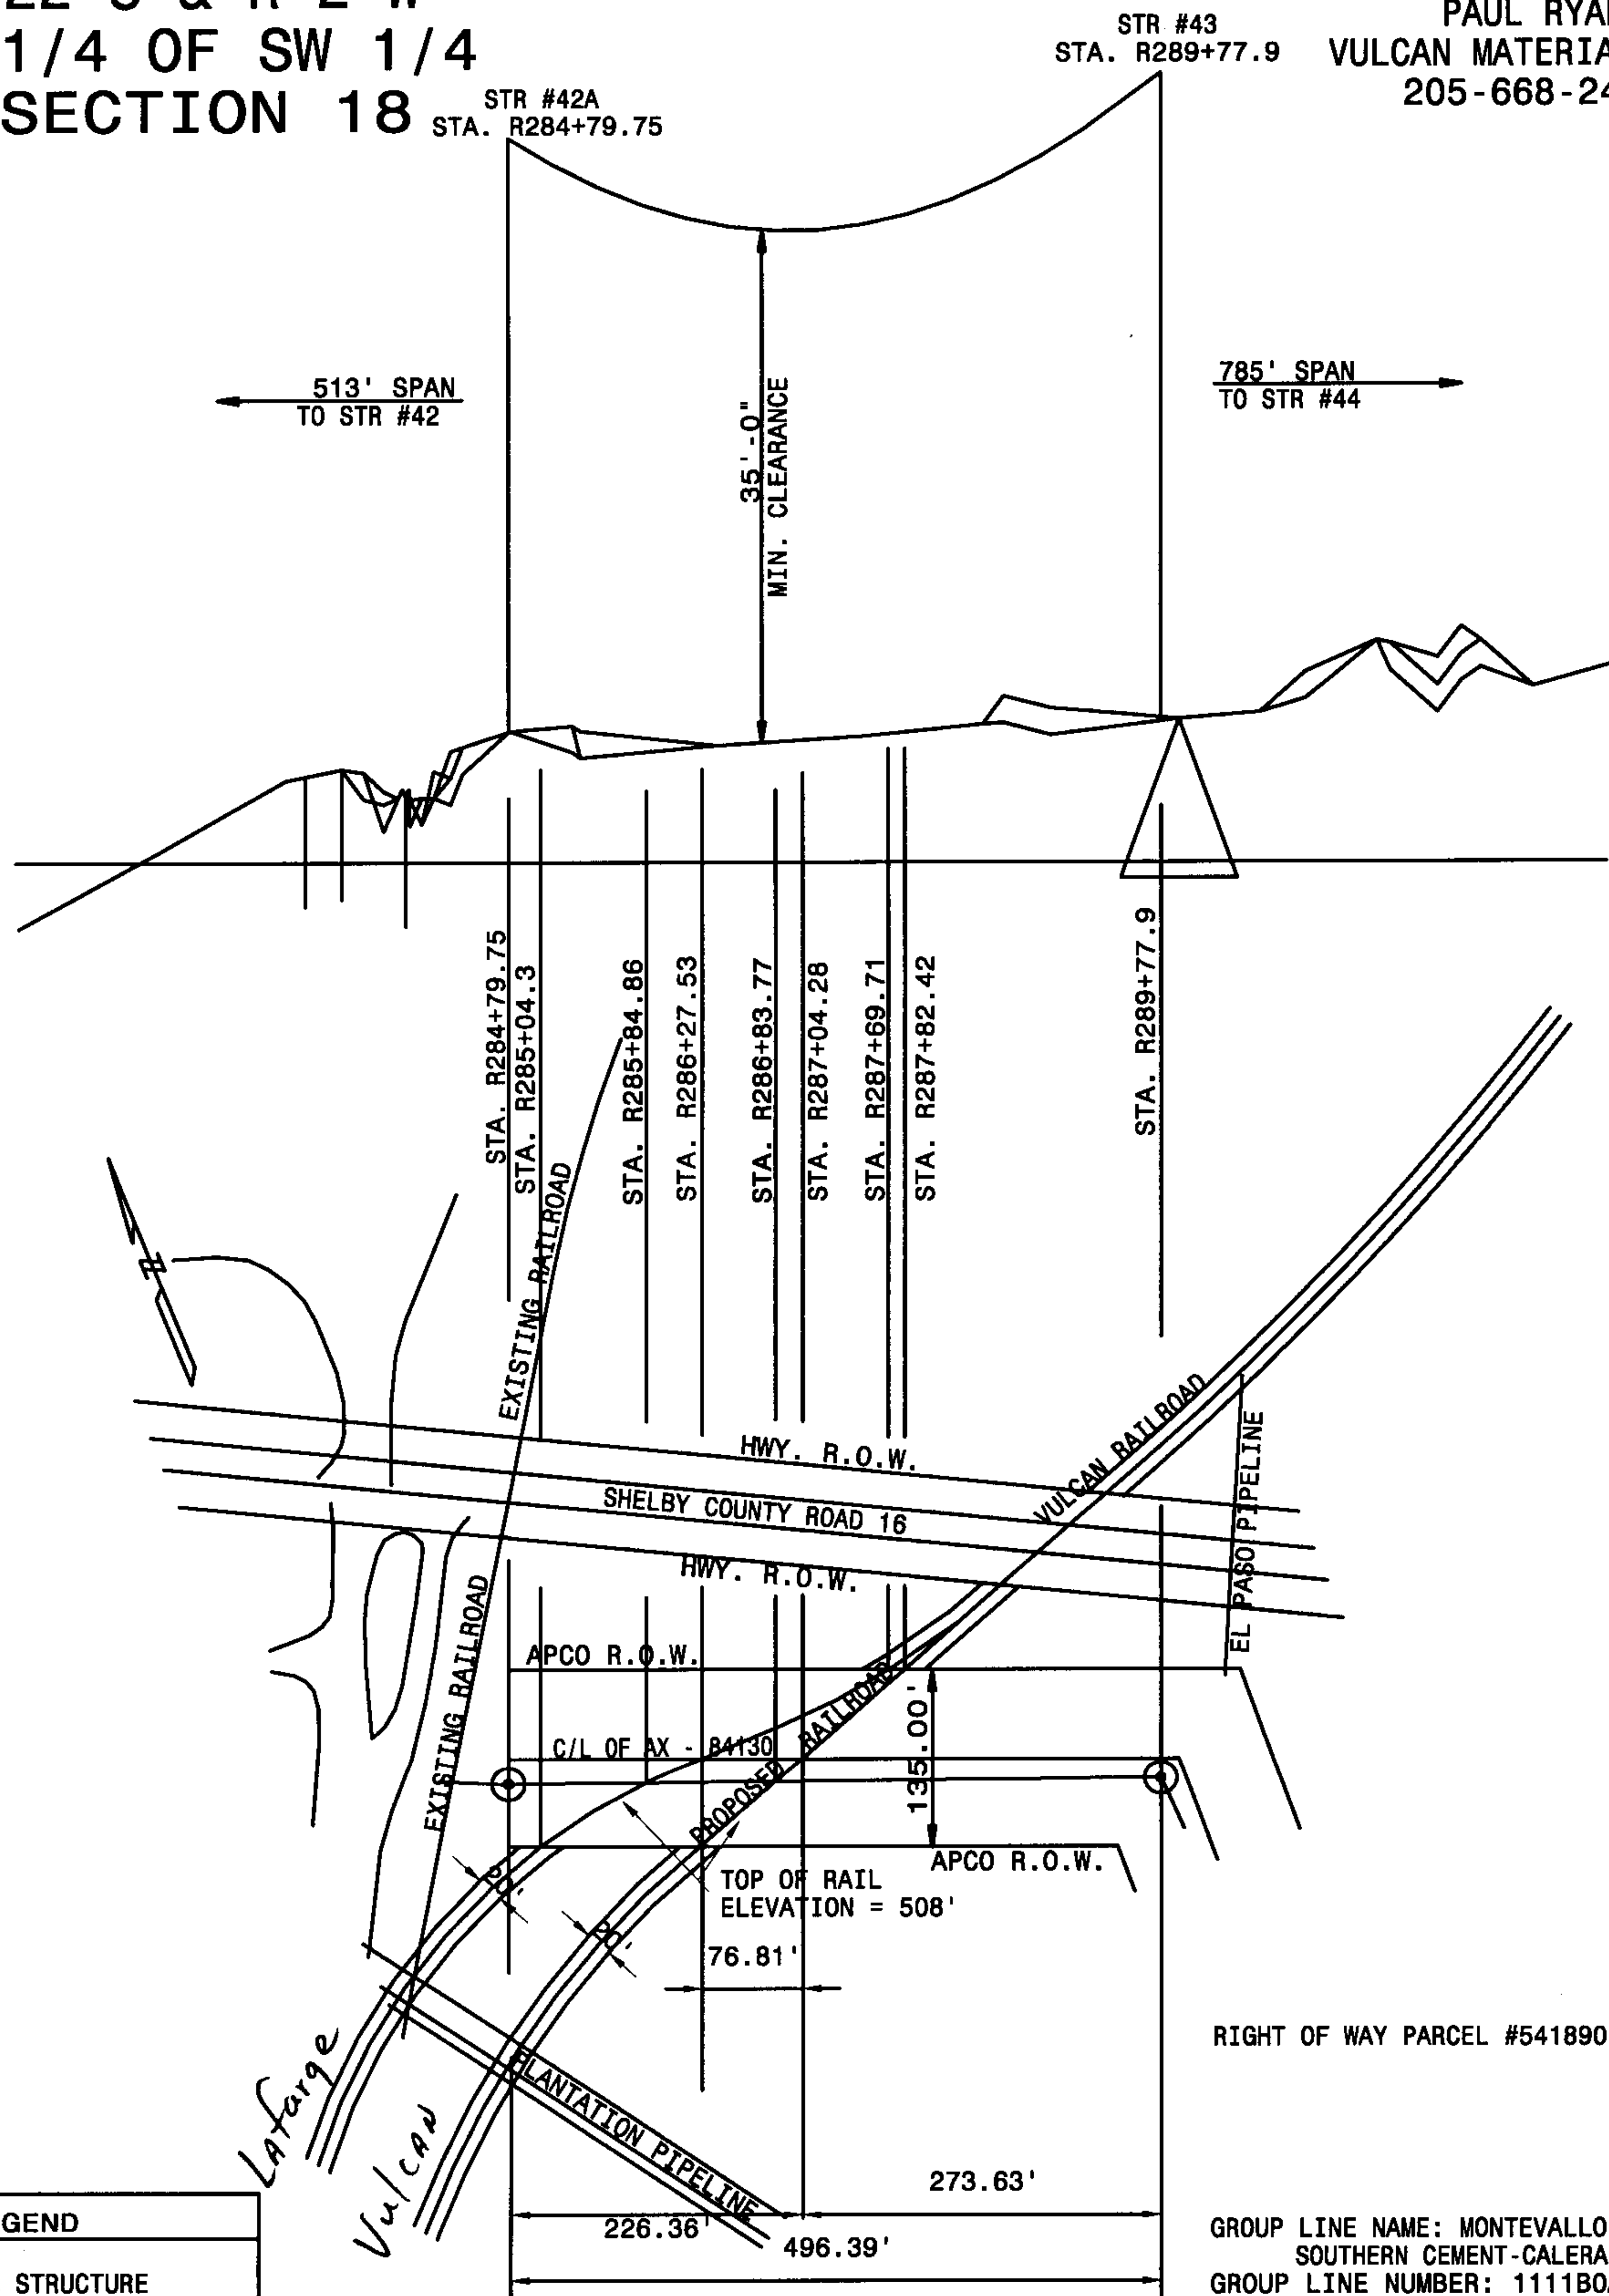 1/4 OF SW 1/4
SECTION 18
STR #42A
STA. R284+79.75
STR #43
STA. R289+77.9
PAUL RYA
VULCAN MATERIA
205-668-24
513' SPAN
TO STR #42
35'-0"
MIN. CLEARANCE
785' SPAN
TO STR #44
STA. R284+79.75
STA. R285+04.3
STA. R285+84.86
STA. R286+27.53
STA. R286+83.77
STA. R287+04.28
STA. R287+69.71
STA. R287+82.42
STA. R289+77.9
EXISTING RAILROAD
HWY. R.O.W.
SHELBY COUNTY ROAD 16
HWY. R.O.W.
VULCAN RAILROAD
EL PASO PIPELINE
EXISTING RAILROAD
APCO R.O.W.
C/L OF AX - 84130
PROPOSED RAILROAD
135.00'
APCO R.O.W.
20'
20'
TOP OF RAIL
ELEVATION = 508'
76.81'
Lafarge
Vulcan
PLANTATION PIPELINE
RIGHT OF WAY PARCEL #541890
273.63'
226.36'
496.39'
GEND
STRUCTURE
GROUP LINE NAME: MONTEVALLO
SOUTHERN CEMENT-CALERA
GROUP LINE NUMBER: 1111B0